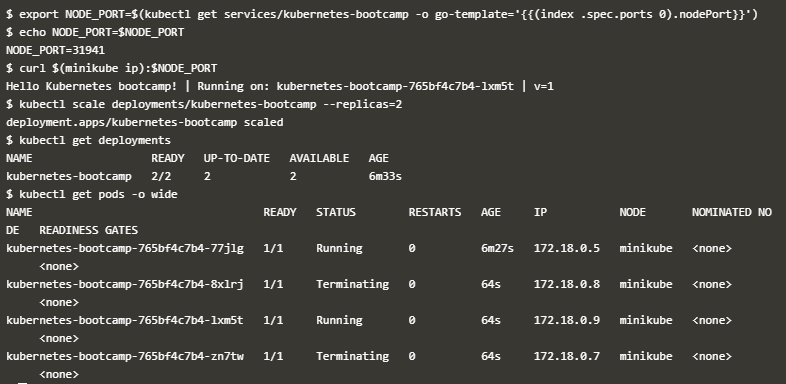 $ export NODE_PORT=$(kubectl get services/kubernetes-bootcamp -o go-template='{{(index .spec.ports 0).nodePort}}')
$ echo NODE_PORT=$NODE_PORT
NODE_PORT=31941
$ curl $(minikube ip):$NODE_PORT
Hello Kubernetes bootcamp! | Running on: kubernetes-bootcamp-765bf4c7b4-lxm5t | v=1
$ kubectl scale deployments/kubernetes-bootcamp --replicas=2
deployment.apps/kubernetes-bootcamp scaled
$ kubectl get deployments
NAME                  READY   UP-TO-DATE   AVAILABLE   AGE
kubernetes-bootcamp   2/2     2            2           6m33s
$ kubectl get pods -o wide
NAME                                   READY   STATUS        RESTARTS   AGE     IP           NODE       NOMINATED NO
DE   READINESS GATES
kubernetes-bootcamp-765bf4c7b4-77jlg   1/1     Running       0          6m27s   172.18.0.5   minikube   <none>
     <none>
kubernetes-bootcamp-765bf4c7b4-8xlrj   1/1     Terminating   0          64s     172.18.0.8   minikube   <none>
     <none>
kubernetes-bootcamp-765bf4c7b4-lxm5t   1/1     Running       0          64s     172.18.0.9   minikube   <none>
     <none>
kubernetes-bootcamp-765bf4c7b4-zn7tw   1/1     Terminating   0          64s     172.18.0.7   minikube   <none>
     <none>